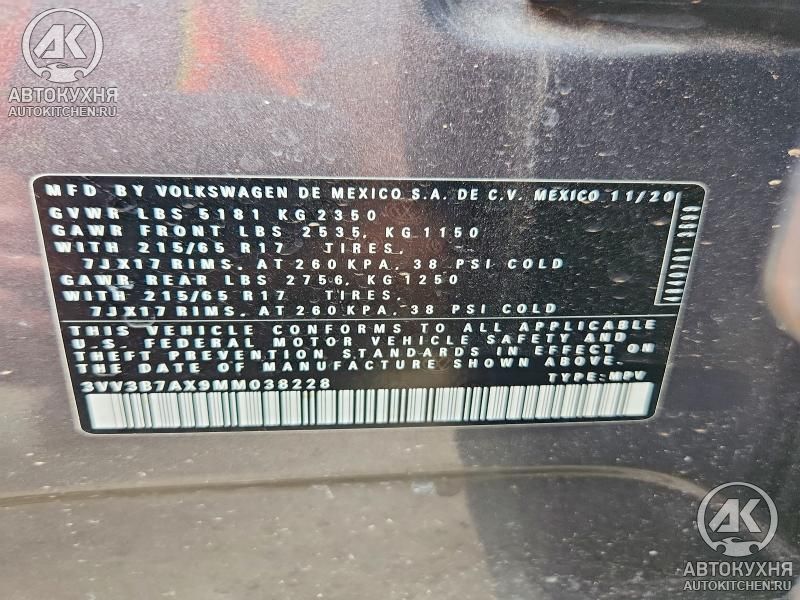 АК
АВТОКУХНЯ
AUTOKITCHEN.RU
MFD. BY VOLKSWAGEN DE MEXICO S.A. DE C.V. MEXICO 11/20
GVWR LBS 5181 KG 2350
GAWR FRONT LBS 2535, KG 1150
WITH 215/65 R17 TIRES,
7JX17 RIMS, AT 260 KPA, 38 PSI COLD
GAWR REAR LBS 2756, KG 1250
WITH 215/65 R17 TIRES,
7JX17 RIMS, AT 260 KPA, 38 PSI COLD
THIS VEHICLE CONFORMS TO ALL APPLICABLE
U.S. FEDERAL MOTOR VEHICLE SAFETY AND
THEFT PREVENTION STANDARDS IN EFFECT ON
THE DATE OF MANUFACTURE SHOWN ABOVE.
3VV3B7AX9MM038228 TYPE: MPV
АК
АВТОКУХНЯ
AUTOKITCHEN.RU